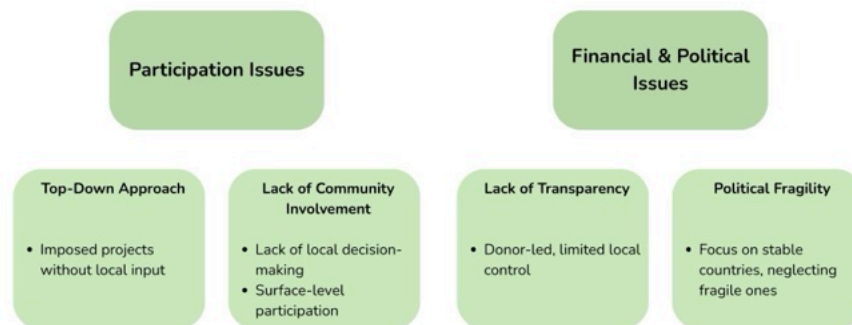 Participation Issues
Financial & Political
Issues
Top-Down Approach
• Imposed projects
without local input
Lack of Community
Involvement
• Lack of local decision-
making
• Surface-level
participation
Lack of Transparency
• Donor-led, limited local
control
Political Fragility
• Focus on stable
countries, neglecting
fragile ones